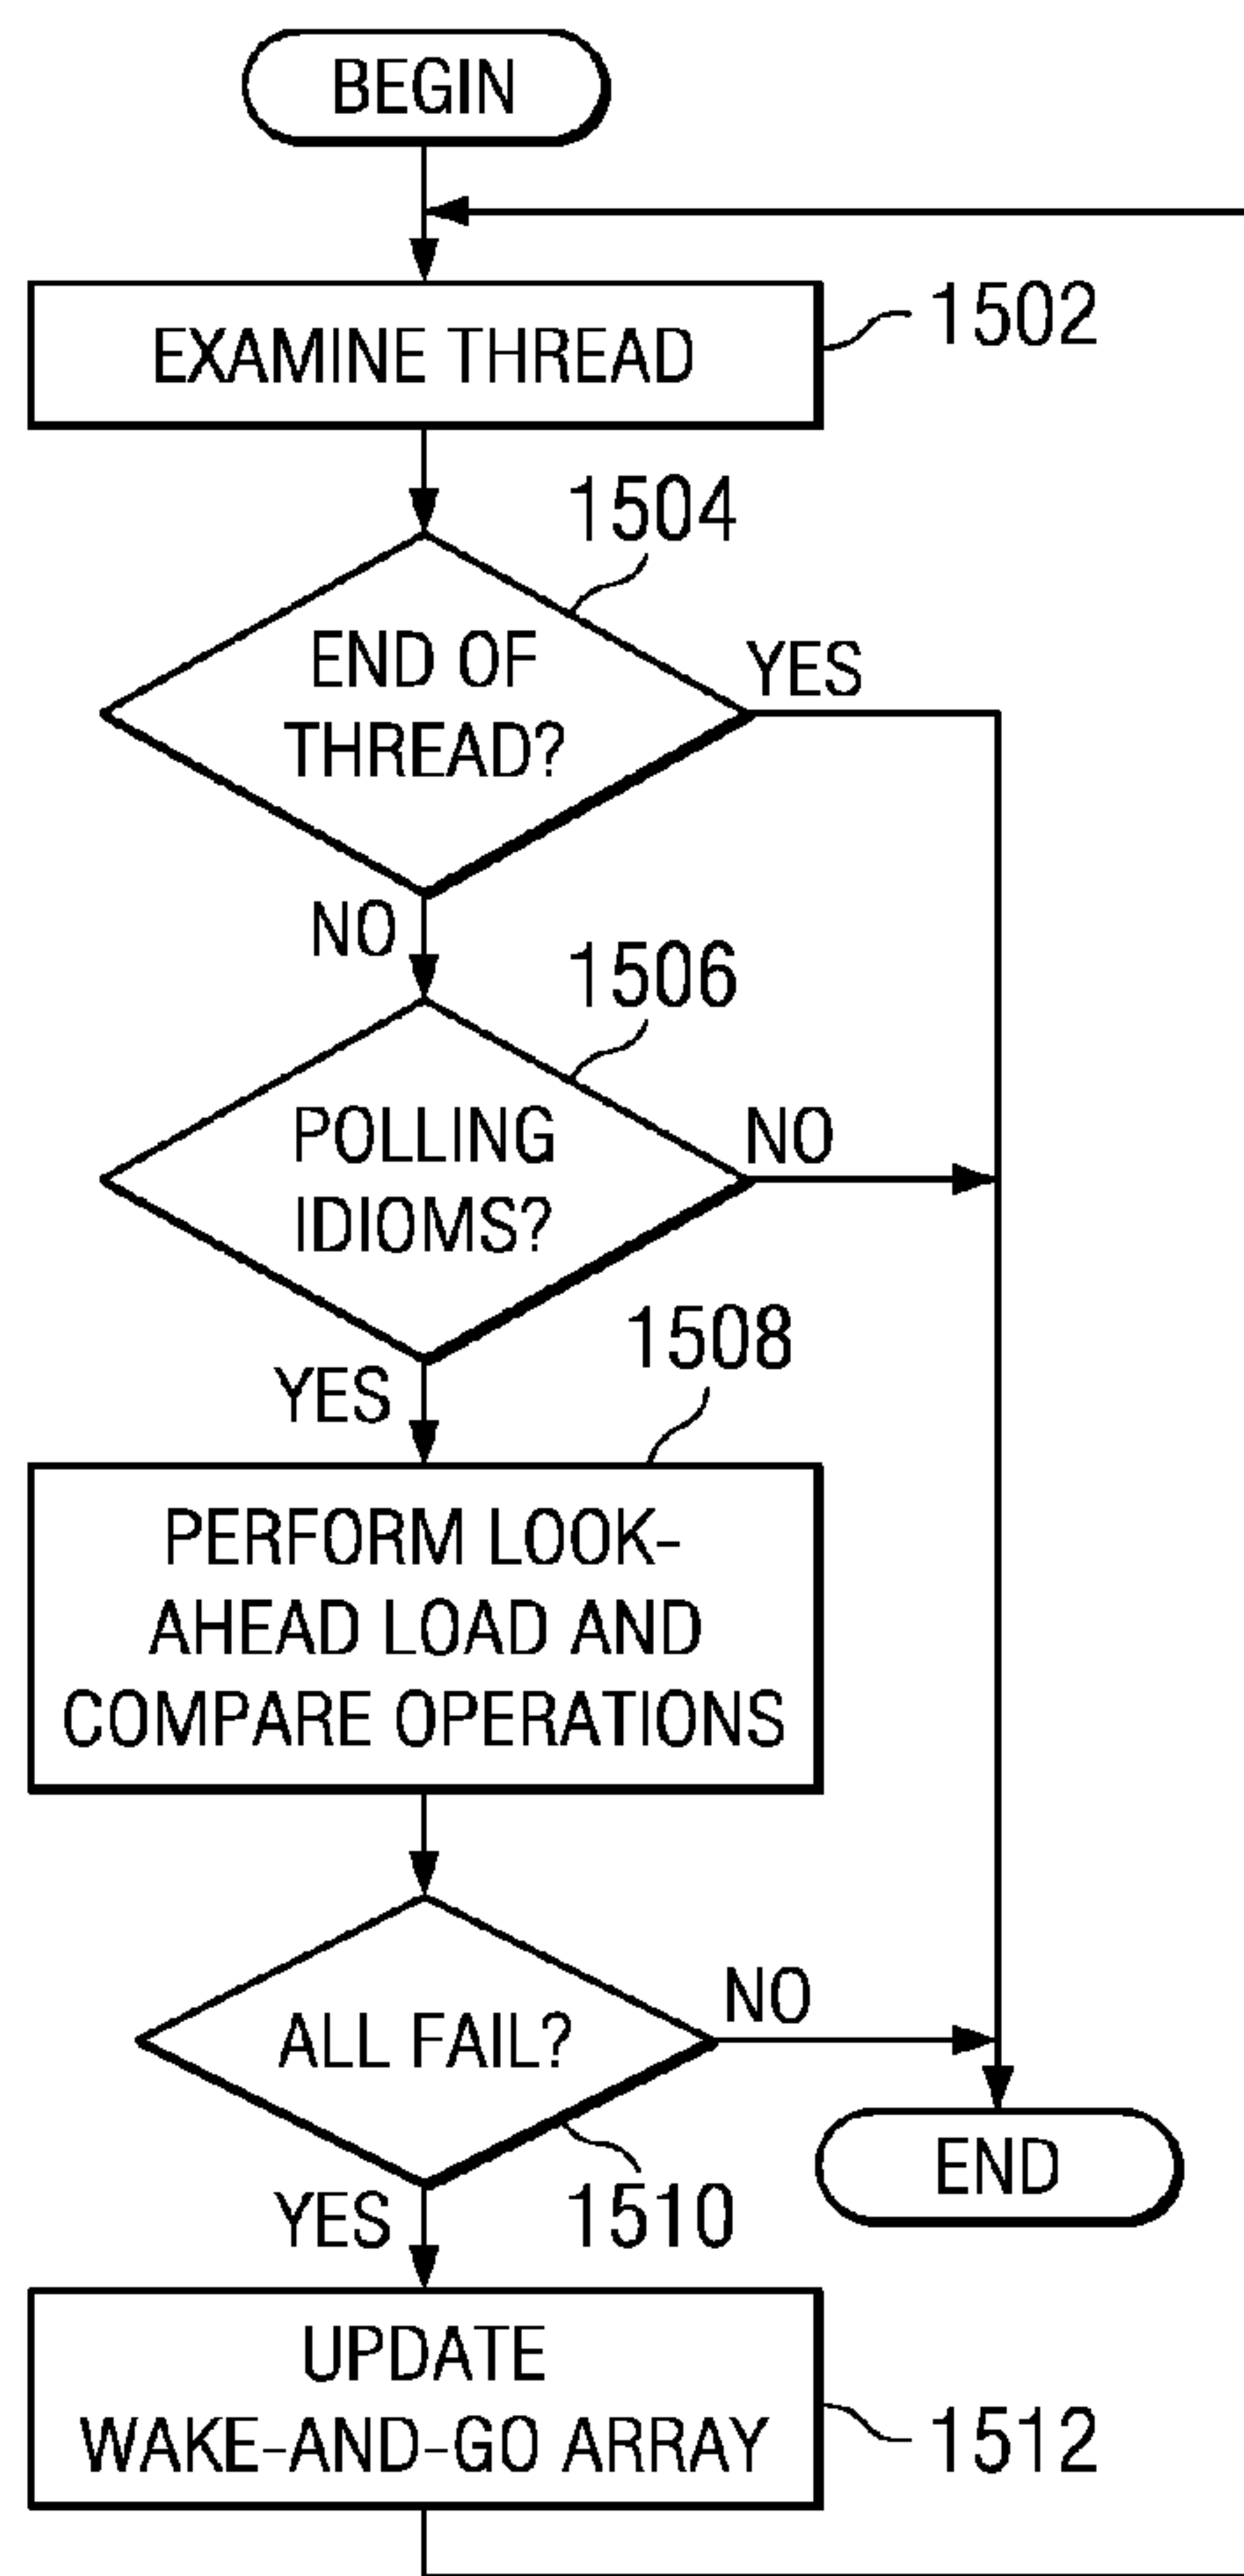 BEGIN
EXAMINE THREAD
1502
1504
END OF
THREAD?
YES
NO
1506
POLLING
IDIOMS?
NO
YES
1508
PERFORM LOOK-
AHEAD LOAD AND
COMPARE OPERATIONS
ALL FAIL?
NO
YES
1510
END
UPDATE
WAKE-AND-GO ARRAY
1512